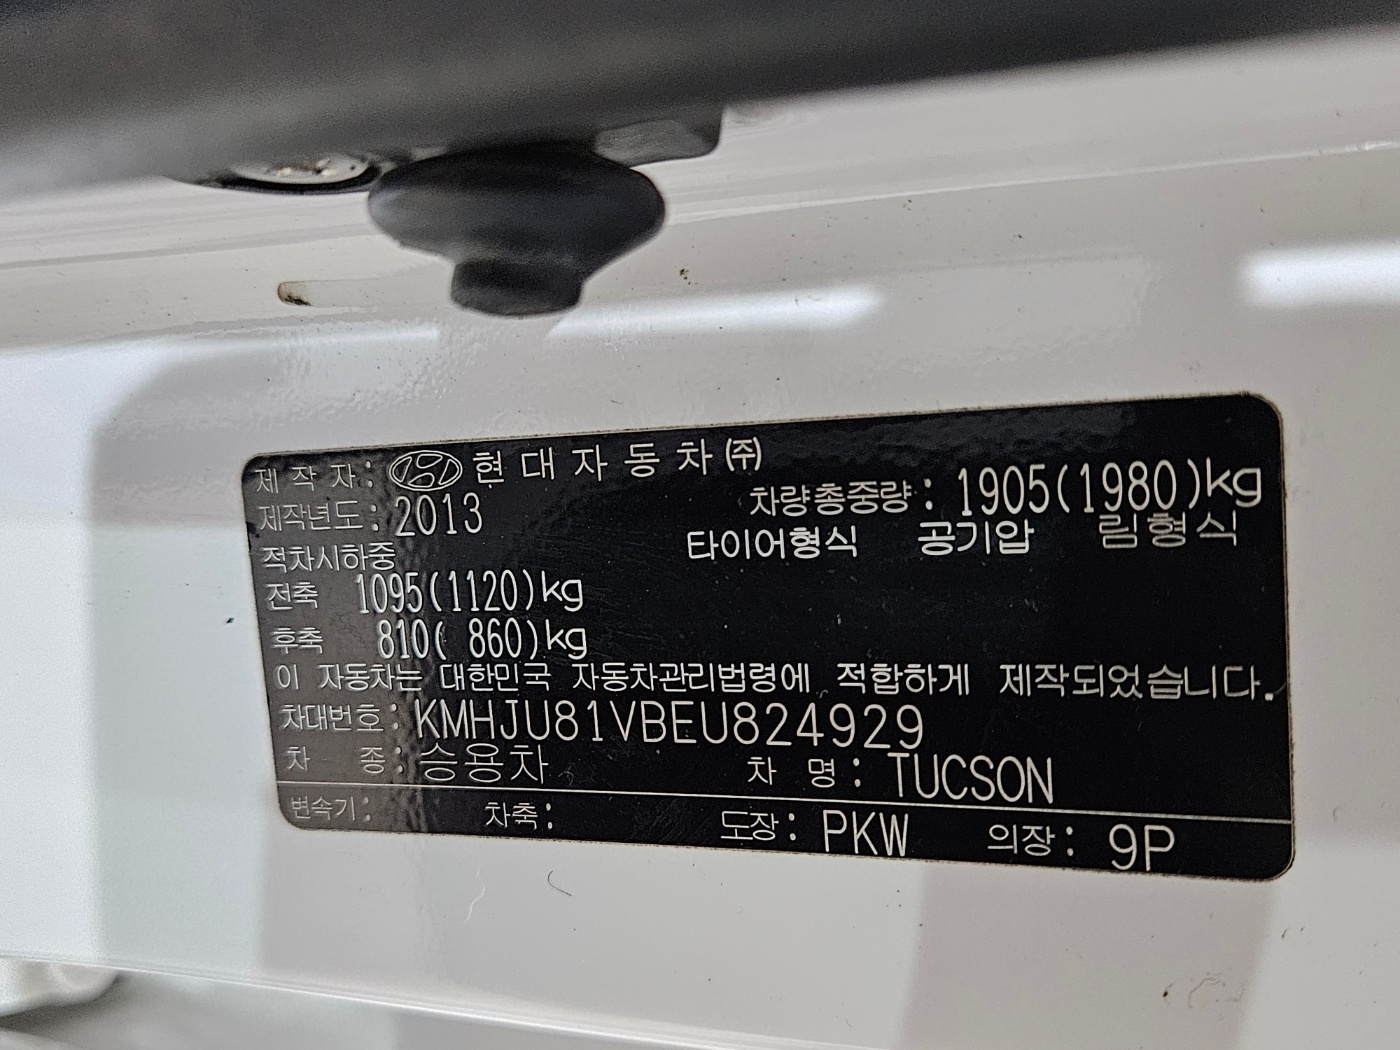 제 작 자: 현 대 자 동 차 ㈜
제작년도: 2013
차량총중량: 1905(1980)kg
적차시하중
타이어형식 공기압 림형식
전축 1095(1120)kg
후축 810( 860)kg
이 자동차는 대한민국 자동차관리법령에 적합하게 제작되었습니다.
차대번호: KMHJU81VBEU824929
차 종: 승용차 차 명: TUCSON
변속기: 차축: 도장: PKW 의장: 9P